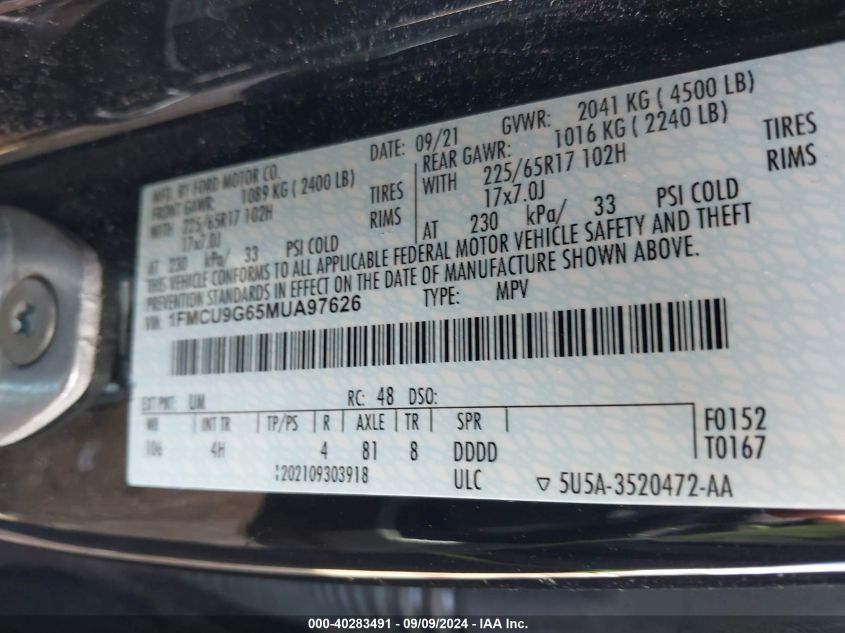 MFD. BY FORD MOTOR CO.
DATE: 09/21 GVWR: 2041 KG ( 4500 LB)
FRONT GAWR: 1089 KG ( 2400 LB)
REAR GAWR: 1016 KG ( 2240 LB)
WITH 225/65R17 102H TIRES
WITH 225/65R17 102H TIRES
17x7.0J RIMS
17x7.0J RIMS
AT 230 kPa/ 33 PSI COLD
AT 230 kPa/ 33 PSI COLD
THIS VEHICLE CONFORMS TO ALL APPLICABLE FEDERAL MOTOR VEHICLE SAFETY AND THEFT
PREVENTION STANDARDS IN EFFECT ON THE DATE OF MANUFACTURE SHOWN ABOVE.
VIN: 1FMCU9G65MUA97626 TYPE: MPV
EXT PNT: UM RC: 48 DSO:
WB INT TR TP/PS R AXLE TR SPR F0152
106 4H 4 81 8 DDDD T0167
202109303918 ULC ▽ 5U5A-3520472-AA
000-40283491 - 09/09/2024 - IAA Inc.